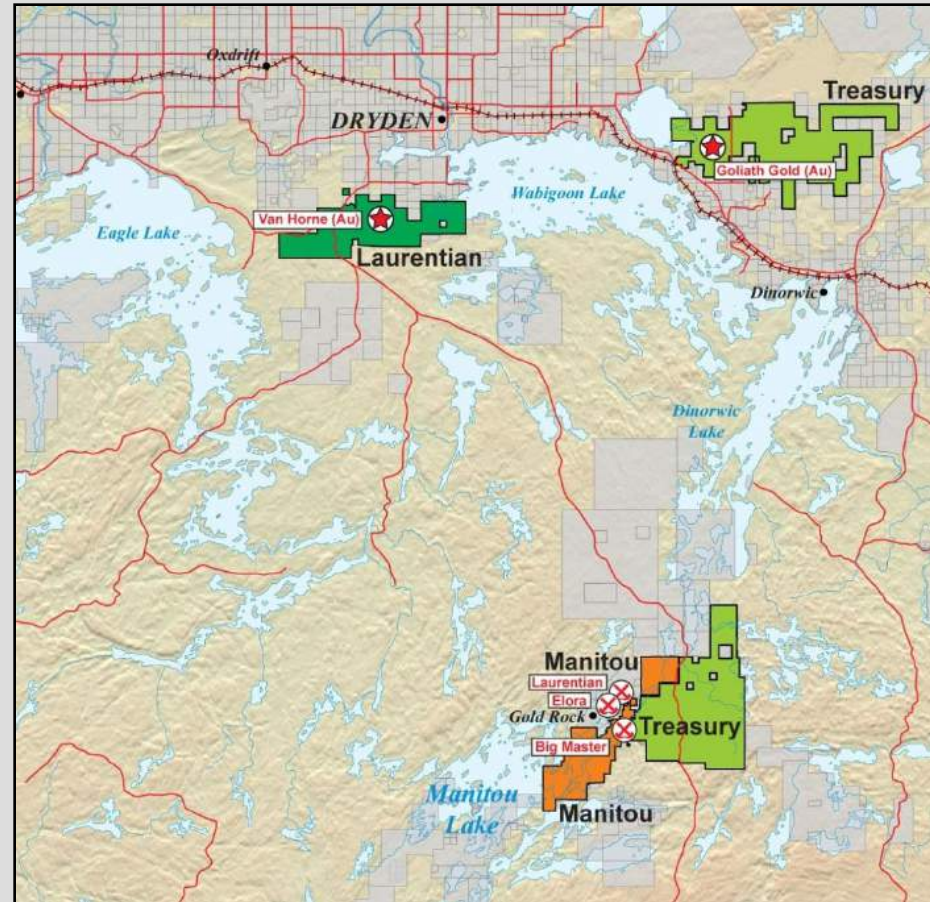 Oxdrift
DRYDEN
Treasury
Goliath Gold (Au)
Wabigoon Lake
Van Horne (Au)
Eagle Lake
Laurentian
Dinorwic
Dinorwic
Lake
Manitou
Laurentian
Elora
Gold Rock
Treasury
Big Master
Manitou
Lake
Manitou